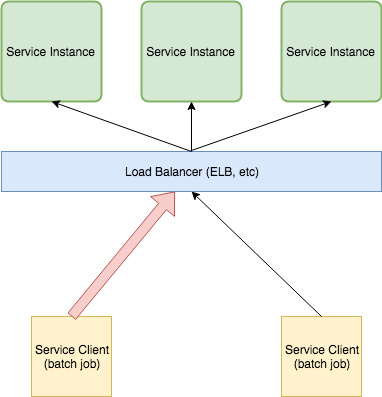 Service Instance
Service Instance
Service Instance
Load Balancer (ELB, etc)
Service Client
(batch job)
Service Client
(batch job)